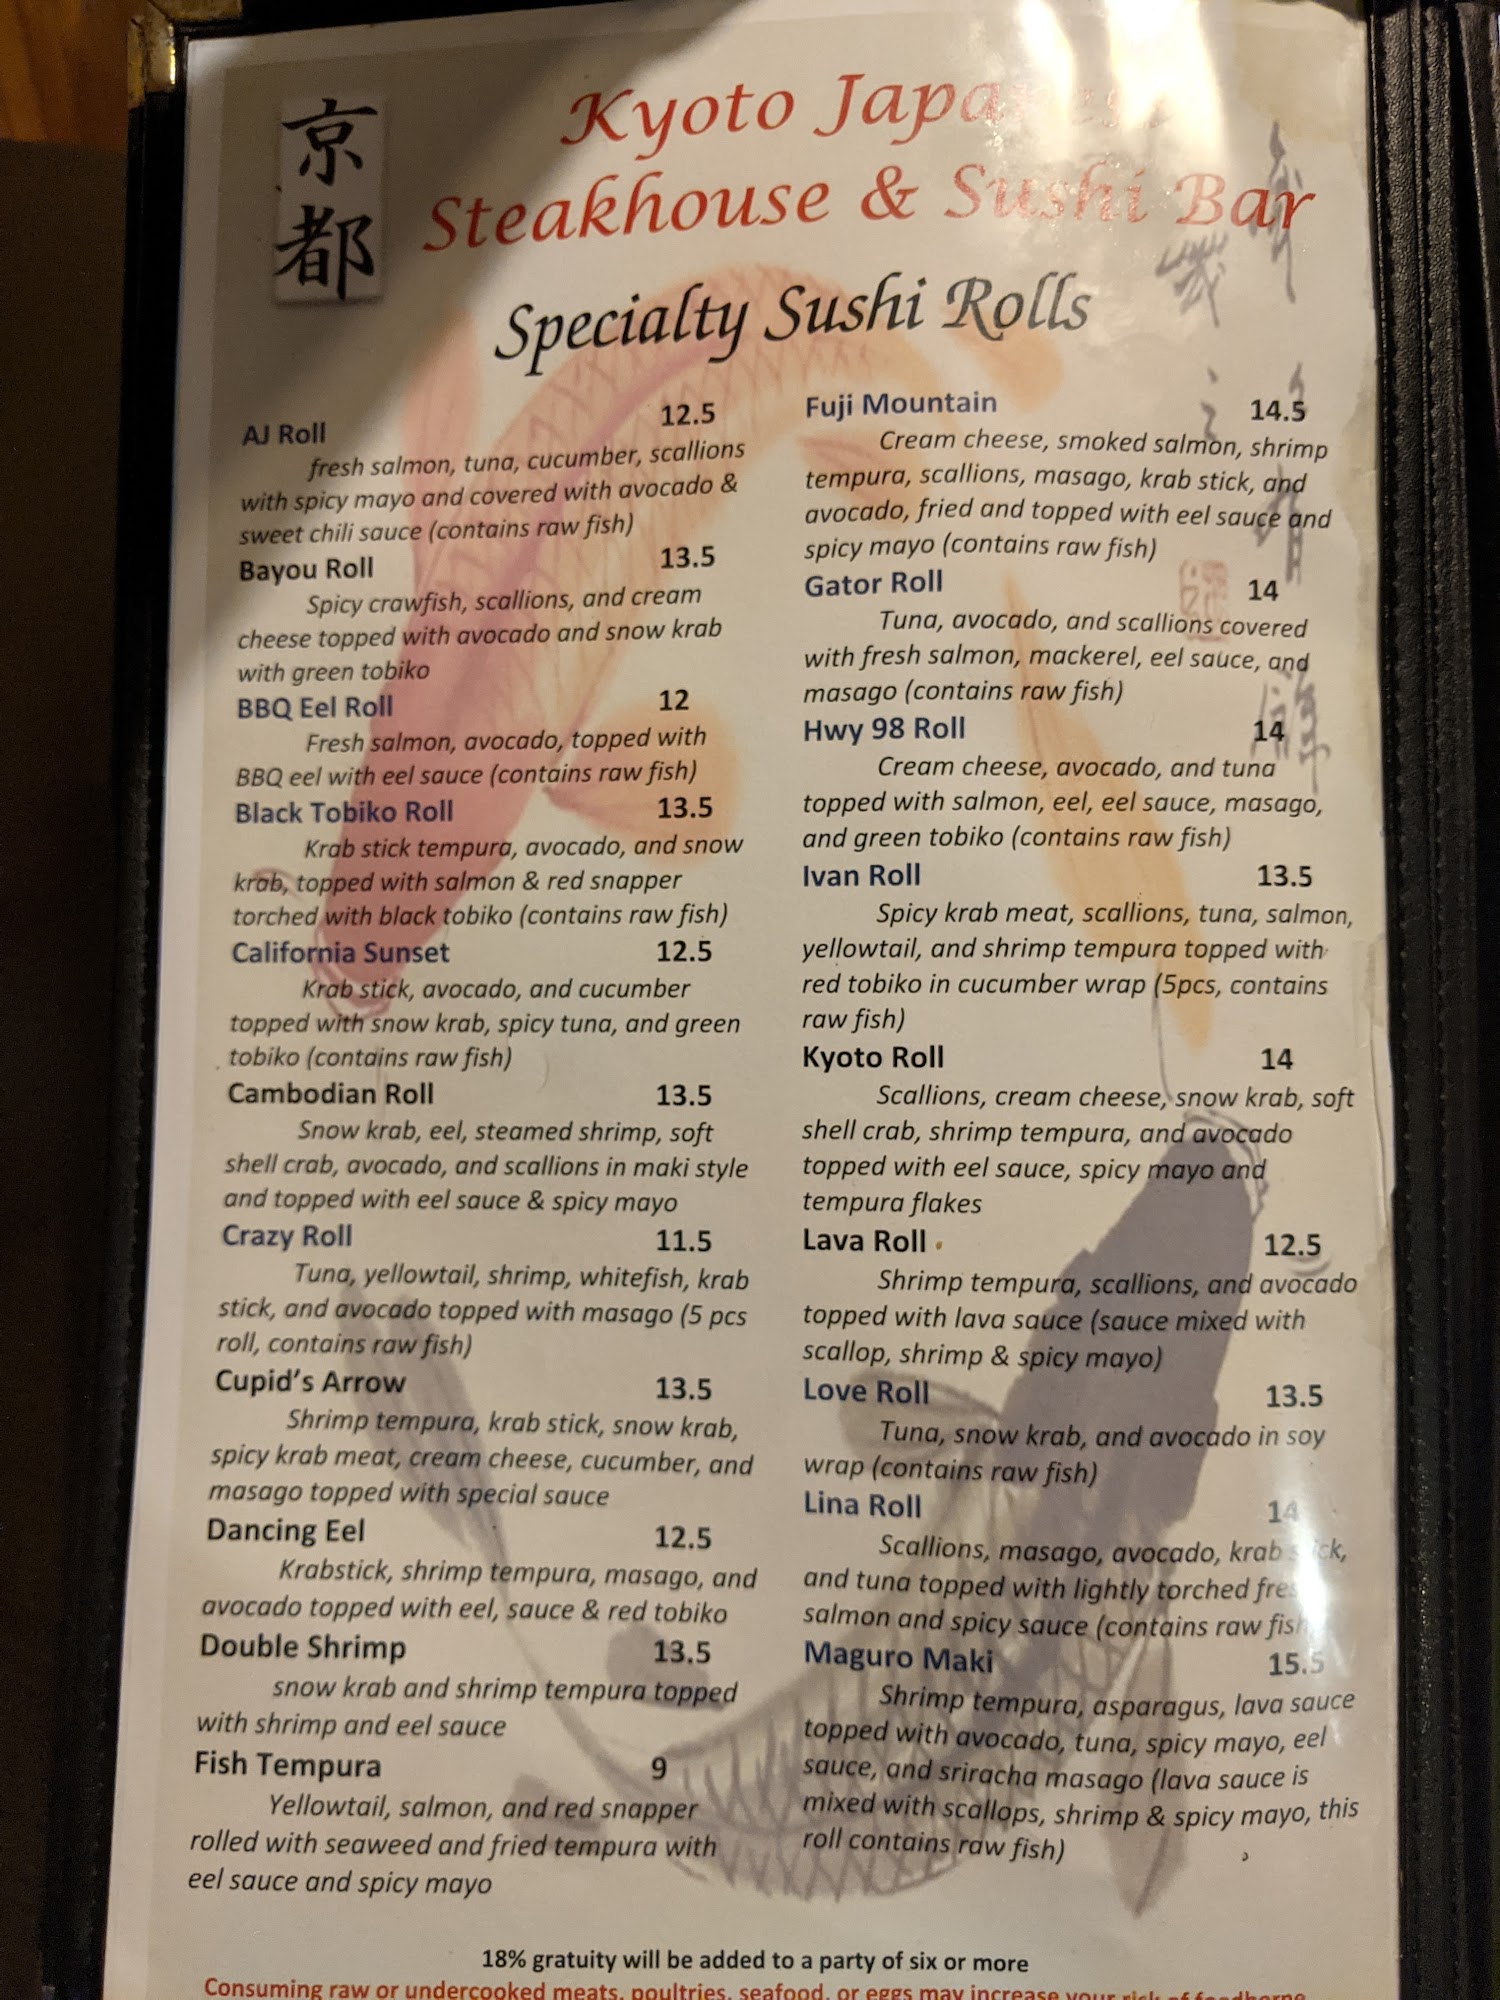 京都
Kyoto Japanese
Steakhouse & Sushi Bar
Specialty Sushi Rolls
AJ Roll 12.5
fresh salmon, tuna, cucumber, scallions
with spicy mayo and covered with avocado &
sweet chili sauce (contains raw fish)
Bayou Roll 13.5
Spicy crawfish, scallions, and cream
cheese topped with avocado and snow krab
with green tobiko
BBQ Eel Roll 12
Fresh salmon, avocado, topped with
BBQ eel with eel sauce (contains raw fish)
Black Tobiko Roll 13.5
Krab stick tempura, avocado, and snow
krab, topped with salmon & red snapper
torched with black tobiko (contains raw fish)
California Sunset 12.5
Krab stick, avocado, and cucumber
topped with snow krab, spicy tuna, and green
tobiko (contains raw fish)
Cambodian Roll 13.5
Snow krab, eel, steamed shrimp, soft
shell crab, avocado, and scallions in maki style
and topped with eel sauce & spicy mayo
Crazy Roll 11.5
Tuna, yellowtail, shrimp, whitefish, krab
stick, and avocado topped with masago (5 pcs
roll, contains raw fish)
Cupid's Arrow 13.5
Shrimp tempura, krab stick, snow krab,
spicy krab meat, cream cheese, cucumber, and
masago topped with special sauce
Dancing Eel 12.5
Krabstick, shrimp tempura, masago, and
avocado topped with eel, sauce & red tobiko
Double Shrimp 13.5
snow krab and shrimp tempura topped
with shrimp and eel sauce
Fish Tempura 9
Yellowtail, salmon, and red snapper
rolled with seaweed and fried tempura with
eel sauce and spicy mayo
Fuji Mountain 14.5
Cream cheese, smoked salmon, shrimp
tempura, scallions, masago, krab stick, and
avocado, fried and topped with eel sauce and
spicy mayo (contains raw fish)
Gator Roll 14
Tuna, avocado, and scallions covered
with fresh salmon, mackerel, eel sauce, and
masago (contains raw fish)
Hwy 98 Roll 14
Cream cheese, avocado, and tuna
topped with salmon, eel, eel sauce, masago,
and green tobiko (contains raw fish)
Ivan Roll 13.5
Spicy krab meat, scallions, tuna, salmon,
yellowtail, and shrimp tempura topped with
red tobiko in cucumber wrap (5pcs, contains
raw fish)
Kyoto Roll 14
Scallions, cream cheese, snow krab, soft
shell crab, shrimp tempura, and avocado
topped with eel sauce, spicy mayo and
tempura flakes
Lava Roll 12.5
Shrimp tempura, scallions, and avocado
topped with lava sauce (sauce mixed with
scallop, shrimp & spicy mayo)
Love Roll 13.5
Tuna, snow krab, and avocado in soy
wrap (contains raw fish)
Lina Roll 14
Scallions, masago, avocado, krab stick,
and tuna topped with lightly torched fresh
salmon and spicy sauce (contains raw fish
Maguro Maki 15.5
Shrimp tempura, asparagus, lava sauce
topped with avocado, tuna, spicy mayo, eel
sauce, and sriracha masago (lava sauce is
mixed with scallops, shrimp & spicy mayo, this
roll contains raw fish)
18% gratuity will be added to a party of six or more
Consuming raw or undercooked meats, poultries, seafood, or eggs may increase your risk of foodborne